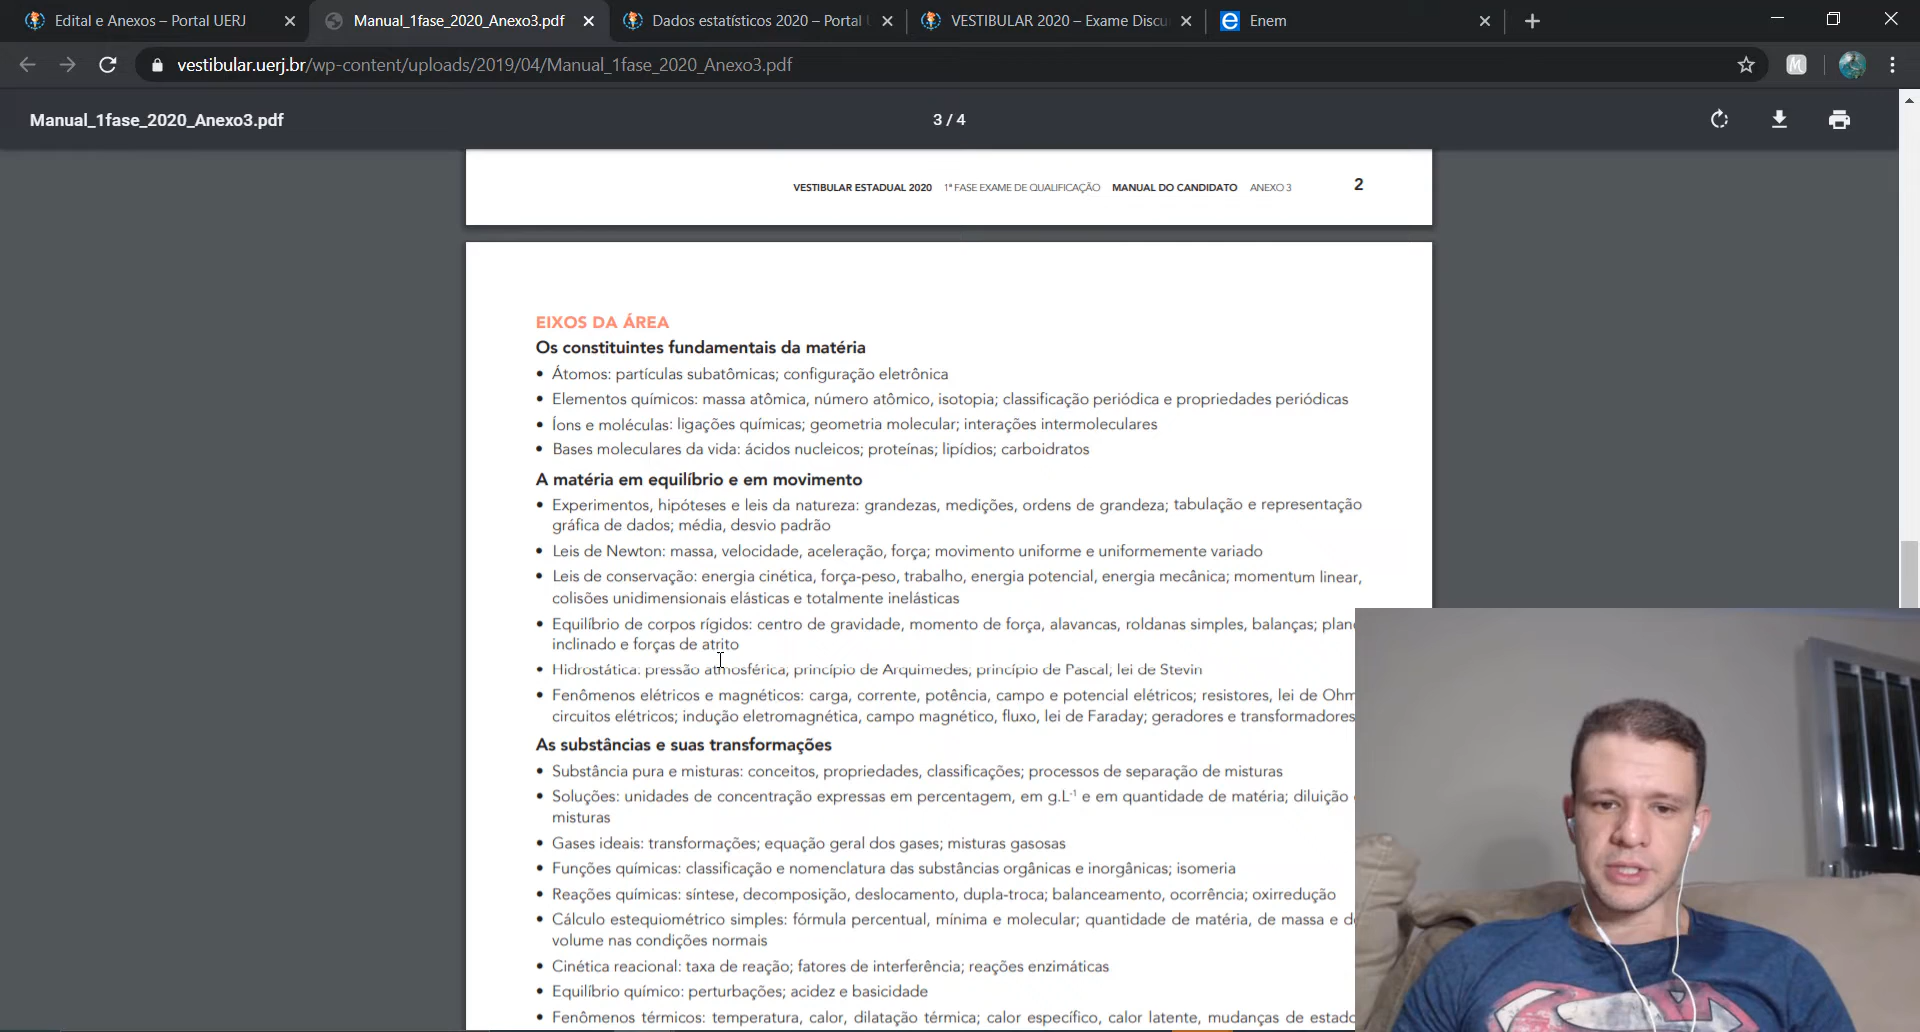 Edital e Anexos – Portal UERJ
Manual_1fase_2020_Anexo3.pdf
Dados estatísticos 2020 – Portal
VESTIBULAR 2020 – Exame Discu
Enem
vestibular.uerj.br/wp-content/uploads/2019/04/Manual_1fase_2020_Anexo3.pdf
Manual_1fase_2020_Anexo3.pdf
3 / 4
VESTIBULAR ESTADUAL 2020 1ª FASE EXAME DE QUALIFICAÇÃO MANUAL DO CANDIDATO ANEXO 3 2
EIXOS DA ÁREA
Os constituintes fundamentais da matéria
• Átomos: partículas subatômicas; configuração eletrônica
• Elementos químicos: massa atômica, número atômico, isotopia; classificação periódica e propriedades periódicas
• Íons e moléculas: ligações químicas; geometria molecular; interações intermoleculares
• Bases moleculares da vida: ácidos nucleicos; proteínas; lipídios; carboidratos
A matéria em equilíbrio e em movimento
• Experimentos, hipóteses e leis da natureza: grandezas, medições, ordens de grandeza; tabulação e representação
gráfica de dados; média, desvio padrão
• Leis de Newton: massa, velocidade, aceleração, força; movimento uniforme e uniformemente variado
• Leis de conservação: energia cinética, força-peso, trabalho, energia potencial, energia mecânica; momentum linear,
colisões unidimensionais elásticas e totalmente inelásticas
• Equilíbrio de corpos rígidos: centro de gravidade, momento de força, alavancas, roldanas simples, balanças; plan
inclinado e forças de atrito
• Hidrostática: pressão atmosférica, princípio de Arquimedes; princípio de Pascal; lei de Stevin
• Fenômenos elétricos e magnéticos: carga, corrente, potência, campo e potencial elétricos; resistores, lei de Ohm
circuitos elétricos; indução eletromagnética, campo magnético, fluxo, lei de Faraday; geradores e transformadores
As substâncias e suas transformações
• Substância pura e misturas: conceitos, propriedades, classificações; processos de separação de misturas
• Soluções: unidades de concentração expressas em percentagem, em g.L⁻¹ e em quantidade de matéria; diluição
misturas
• Gases ideais: transformações; equação geral dos gases; misturas gasosas
• Funções químicas: classificação e nomenclatura das substâncias orgânicas e inorgânicas; isomeria
• Reações químicas: síntese, decomposição, deslocamento, dupla-troca; balanceamento, ocorrência; oxirredução
• Cálculo estequiométrico simples: fórmula percentual, mínima e molecular; quantidade de matéria, de massa e d
volume nas condições normais
• Cinética reacional: taxa de reação; fatores de interferência; reações enzimáticas
• Equilíbrio químico: perturbações; acidez e basicidade
• Fenômenos térmicos: temperatura, calor, dilatação térmica; calor específico, calor latente, mudanças de estado